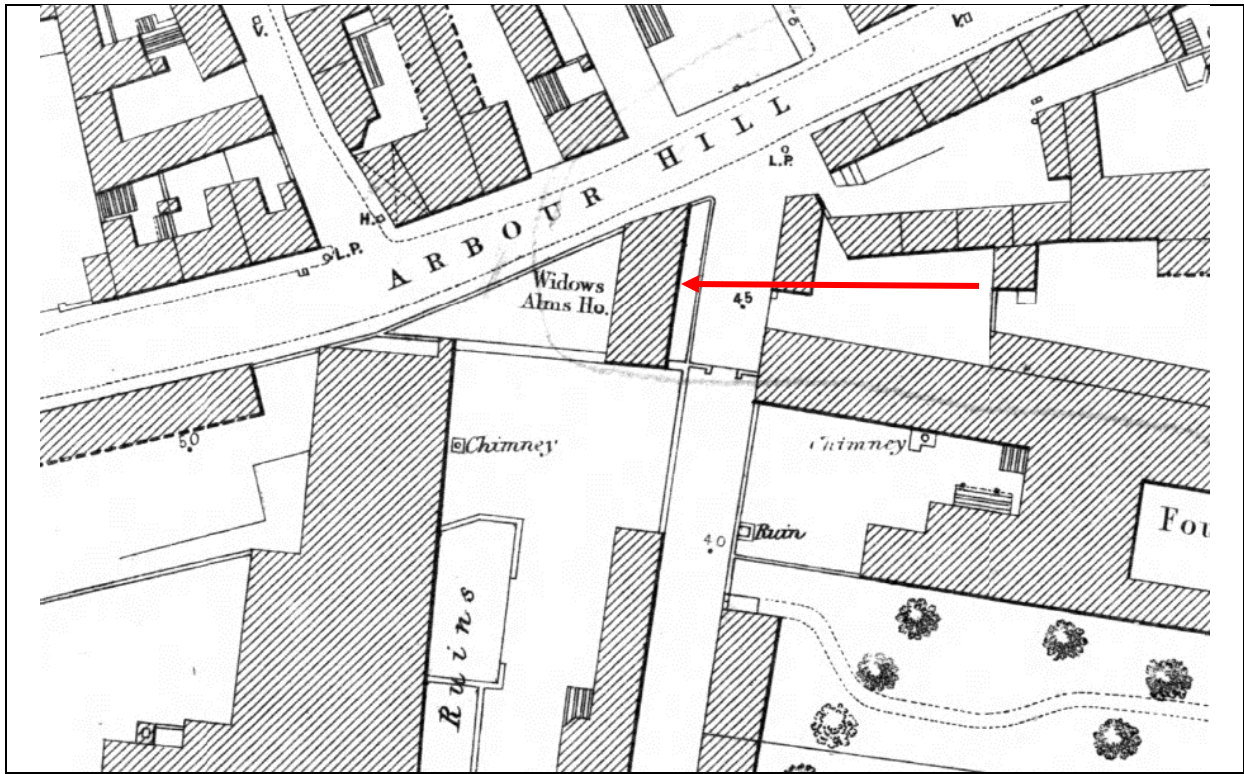 V.
V.
L.P.
ARBOUR HILL
H.
L.P.
Widows
Alms Ho.
45
50
Chimney
Chimney
Fou
40
Ruin
Ruins